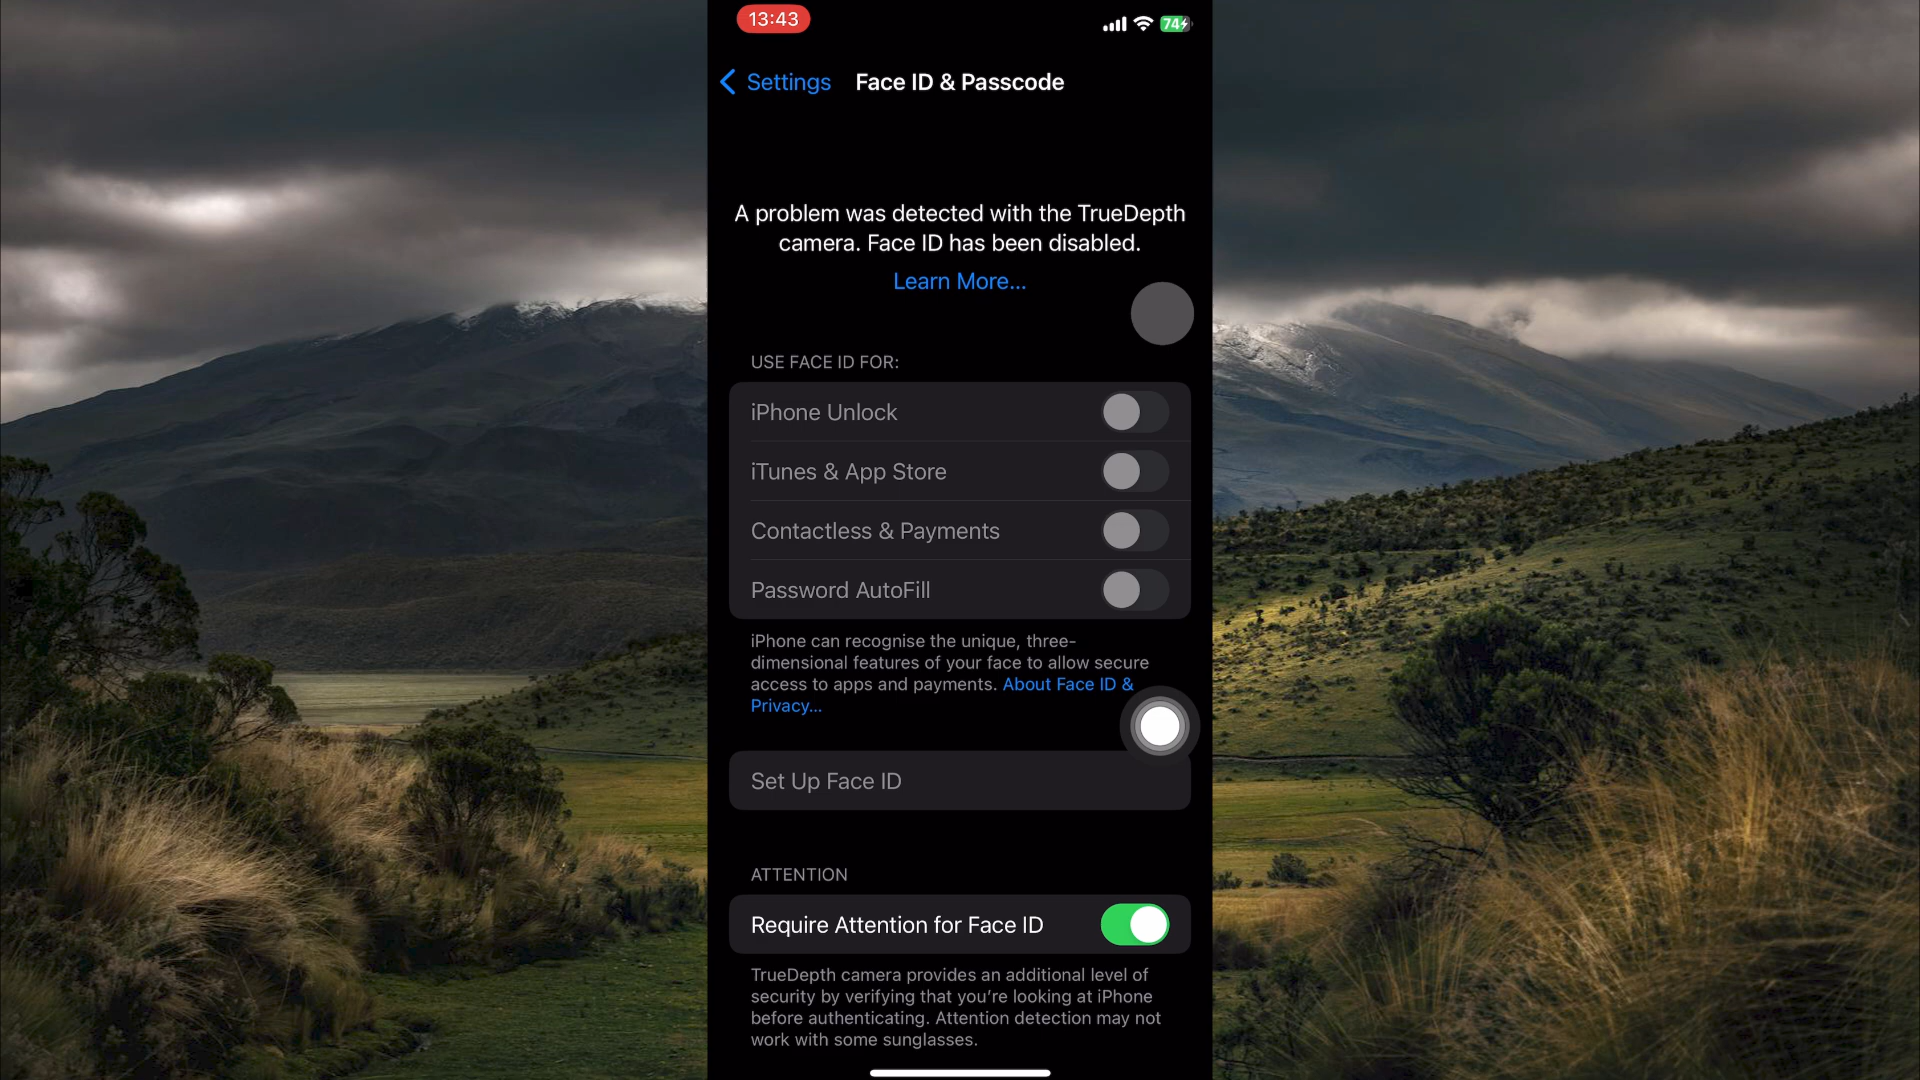 13:43
74
Settings
Face ID & Passcode
A problem was detected with the TrueDepth
camera. Face ID has been disabled.
Learn More...
USE FACE ID FOR:
iPhone Unlock
iTunes & App Store
Contactless & Payments
Password AutoFill
iPhone can recognise the unique, three-
dimensional features of your face to allow secure
access to apps and payments. About Face ID &
Privacy...
Set Up Face ID
ATTENTION
Require Attention for Face ID
TrueDepth camera provides an additional level of
security by verifying that you’re looking at iPhone
before authenticating. Attention detection may not
work with some sunglasses.